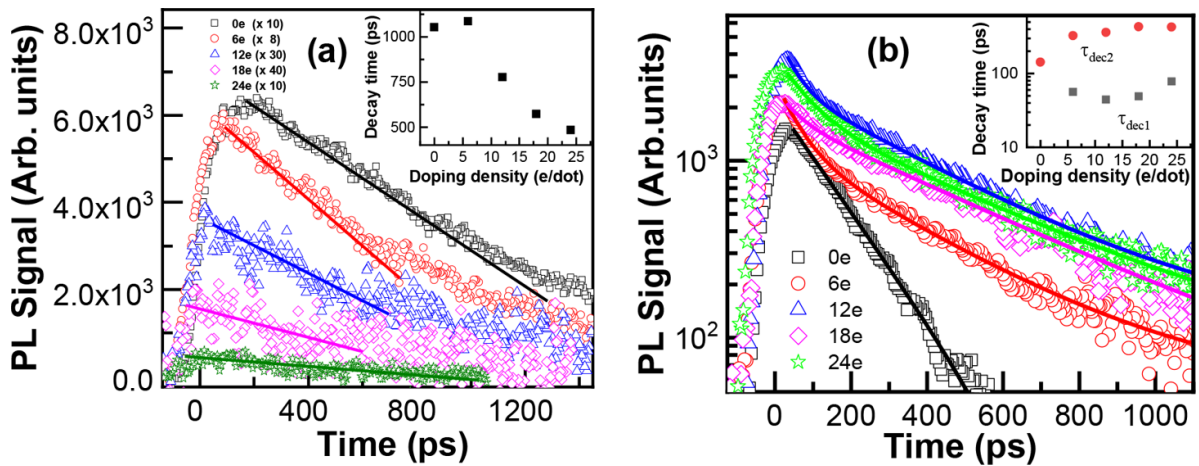 8.0x10³
6.0x10³
4.0x10³
2.0x10³
0.0
PL Signal (Arb. units)
0e (x 10)
6e (x 8)
12e (x 30)
18e (x 40)
24e (x 10)
(a)
1000
750
500
Decay time (ps)
0 5 10 15 20 25
Doping density (e/dot)
0 400 800 1200
Time (ps)
10³
10²
PL Signal (Arb.units)
(b)
0e
6e
12e
18e
24e
100
10
Decay time (ps)
τdec2
τdec1
0 5 10 15 20 25
Doping density (e/dot)
0 200 400 600 800 1000
Time (ps)